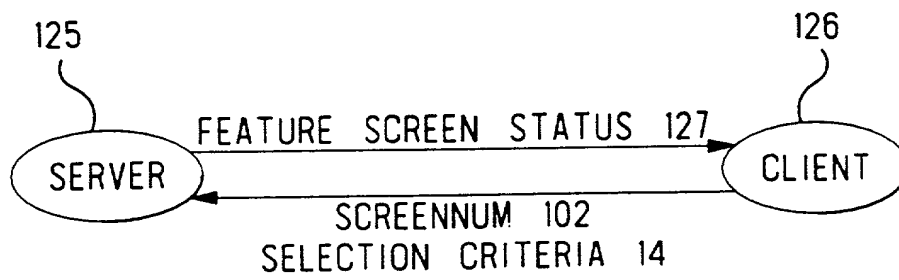 125
126
FEATURE SCREEN STATUS 127
SERVER
CLIENT
SCREENNUM 102
SELECTION CRITERIA 14